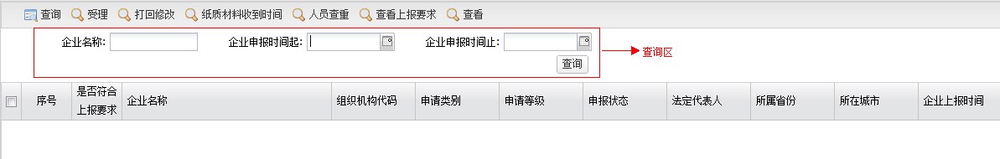 查询 受理 打回修改 纸质材料收到时间 人员查重 查看上报要求 查看
企业名称: 企业申报时间起: 企业申报时间止:
查询区
查询
序号 是否符合上报要求 企业名称 组织机构代码 申请类别 申请等级 申报状态 法定代表人 所属省份 所在城市 企业上报时间